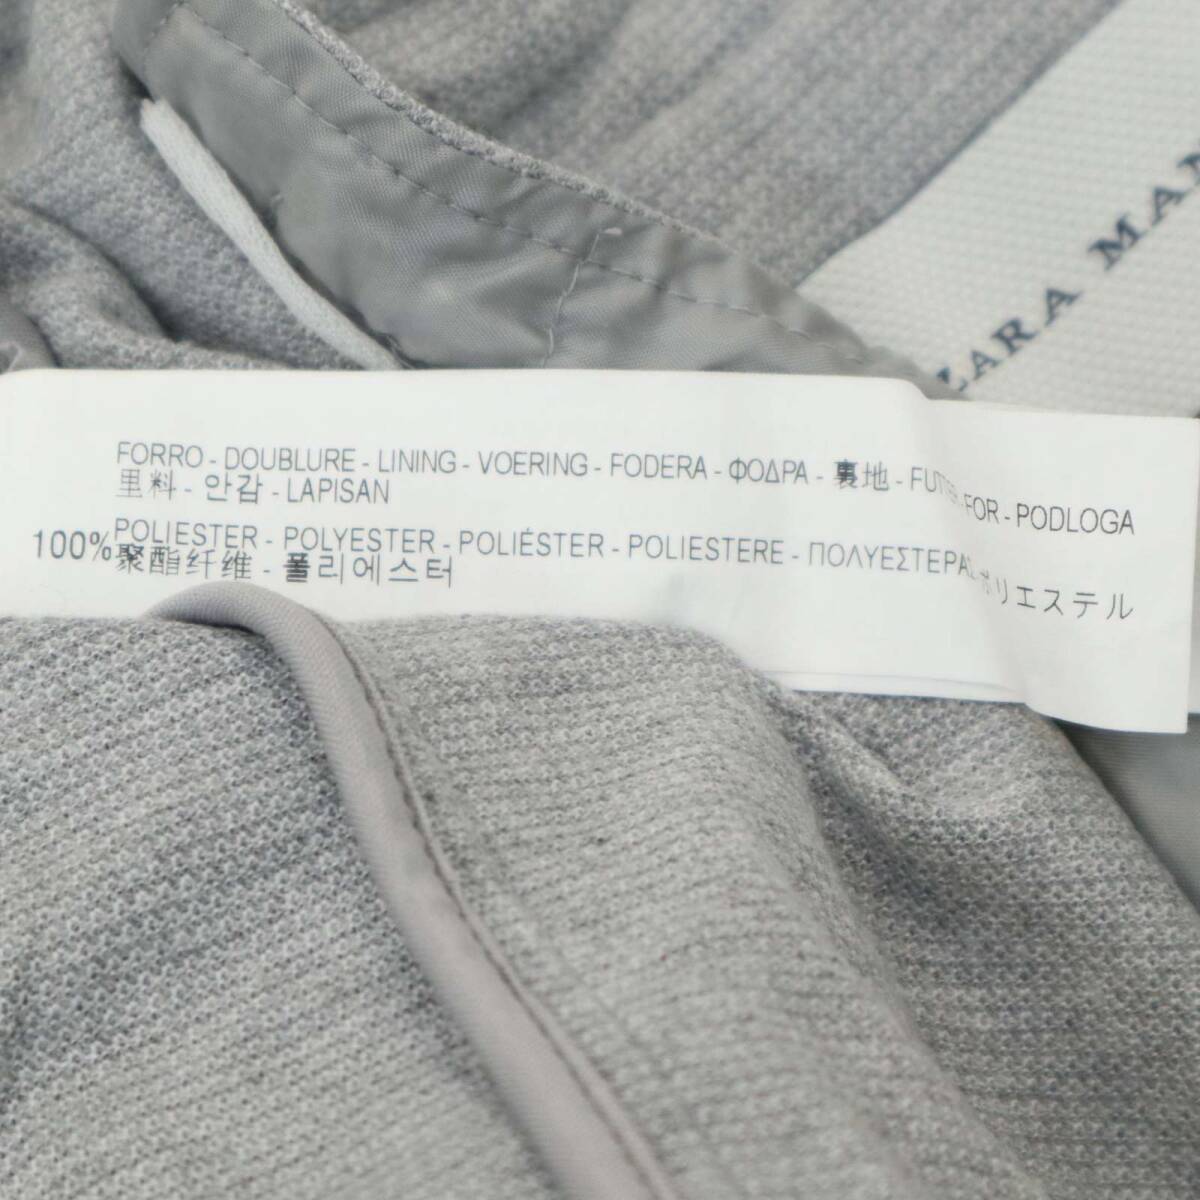 LARA MAN
FORRO - DOUBLURE - LINING - VOERING - FODERA - ΦΟΔΡΑ - 裏地 - FUTTER - FOR - PODLOGA
里料 - 안감 - LAPISAN
100% POLIESTER - POLYESTER - POLIÉSTER - POLIESTERE - ΠΟΛΥΕΣΤΕΡΑΣ - ポリエステル
聚酯纤维 - 폴리에스터